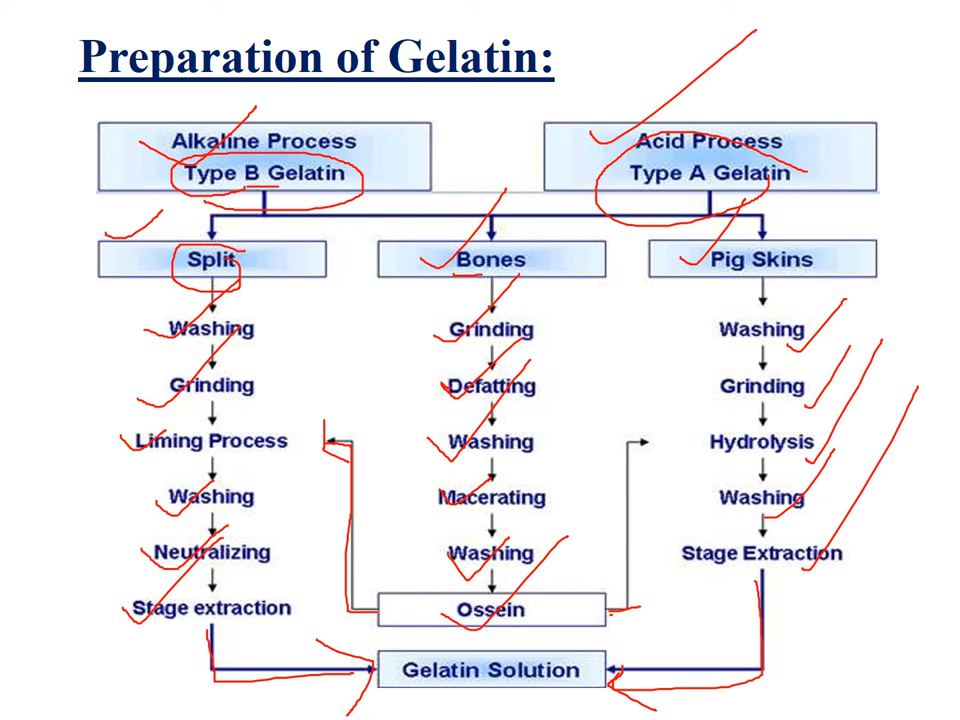 Preparation of Gelatin:
Alkaline Process
Type B Gelatin
Acid Process
Type A Gelatin
Split
Washing
Grinding
Liming Process
Washing
Neutralizing
Stage extraction
Bones
Grinding
Defatting
Washing
Macerating
Washing
Ossein
Pig Skins
Washing
Grinding
Hydrolysis
Washing
Stage Extraction
Gelatin Solution